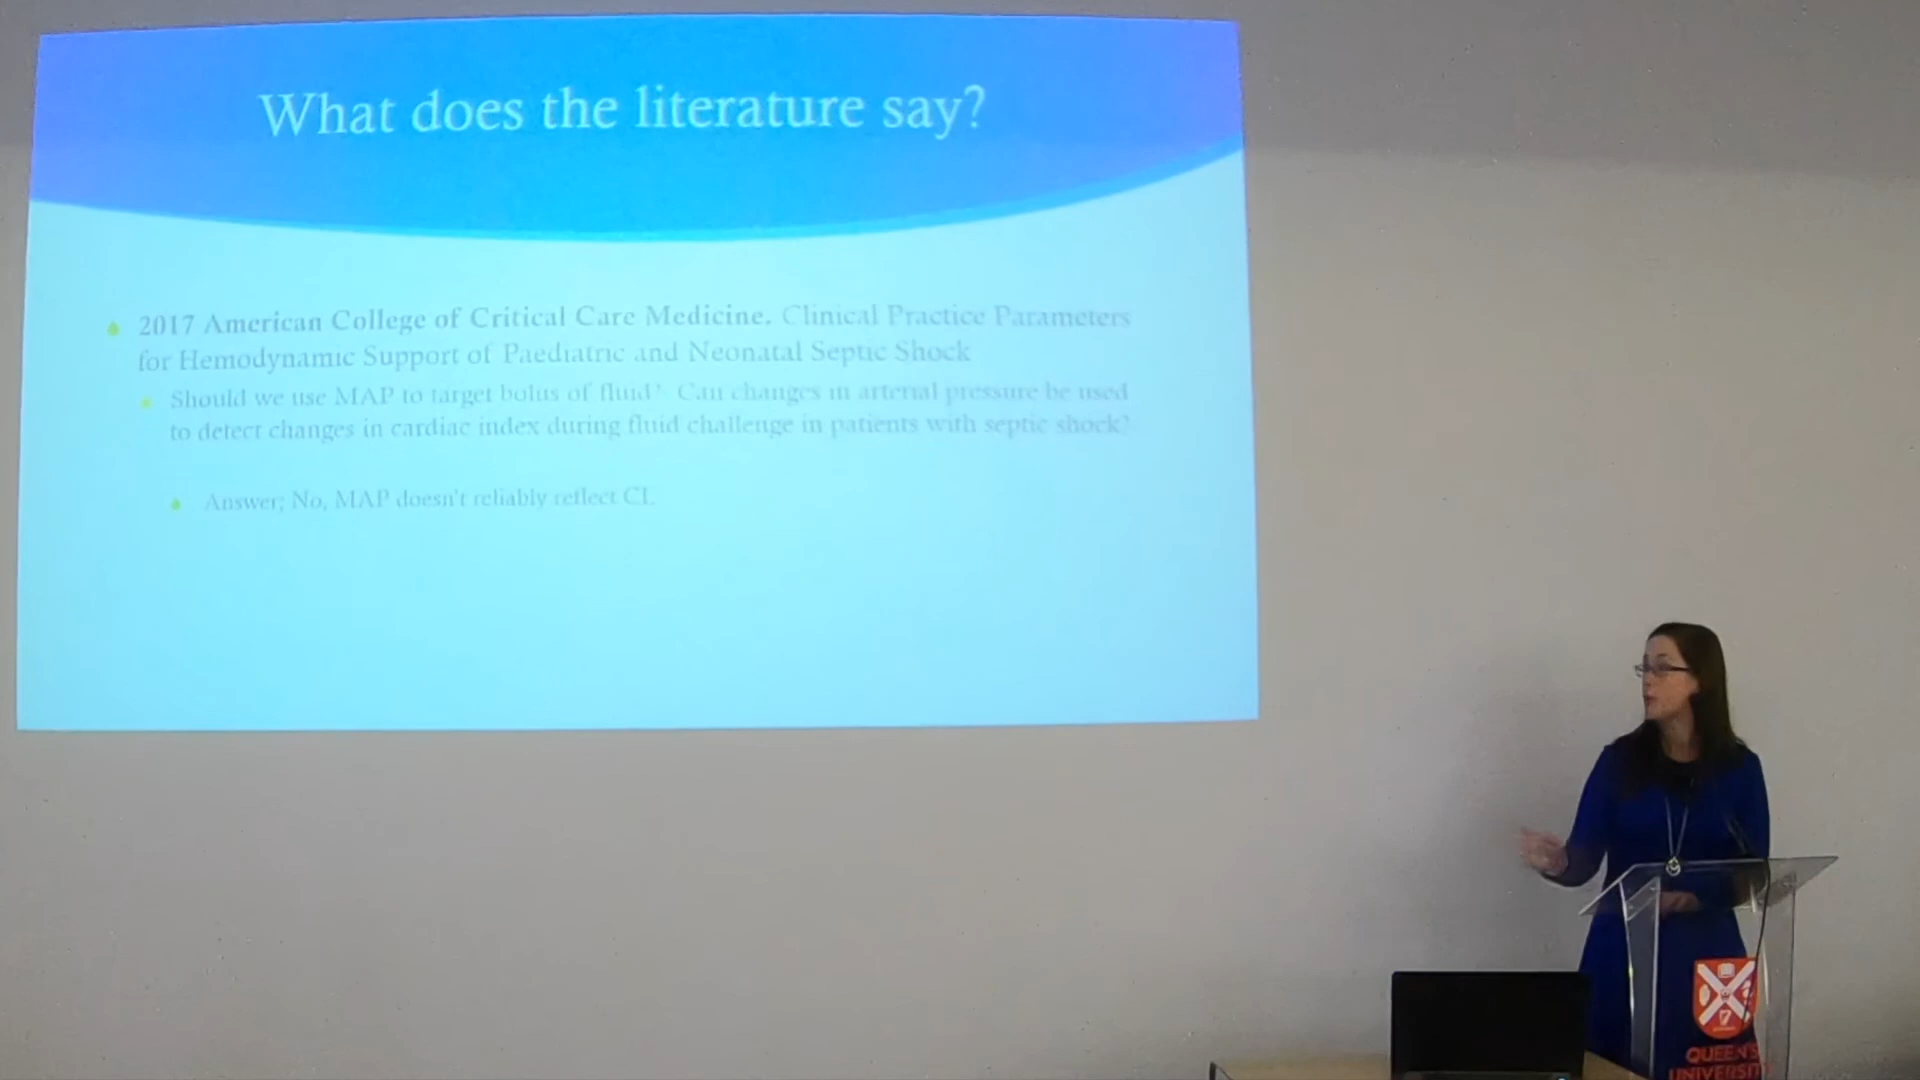 What does the literature say?
2017 American College of Critical Care Medicine. Clinical Practice Parameters
for Hemodynamic Support of Paediatric and Neonatal Septic Shock
Should we use MAP to target bolus of fluid? Can changes in arterial pressure be used
to detect changes in cardiac index during fluid challenge in patients with septic shock?
Answer; No, MAP doesn't reliably reflect CI.
QUEEN'S
UNIVERSITY